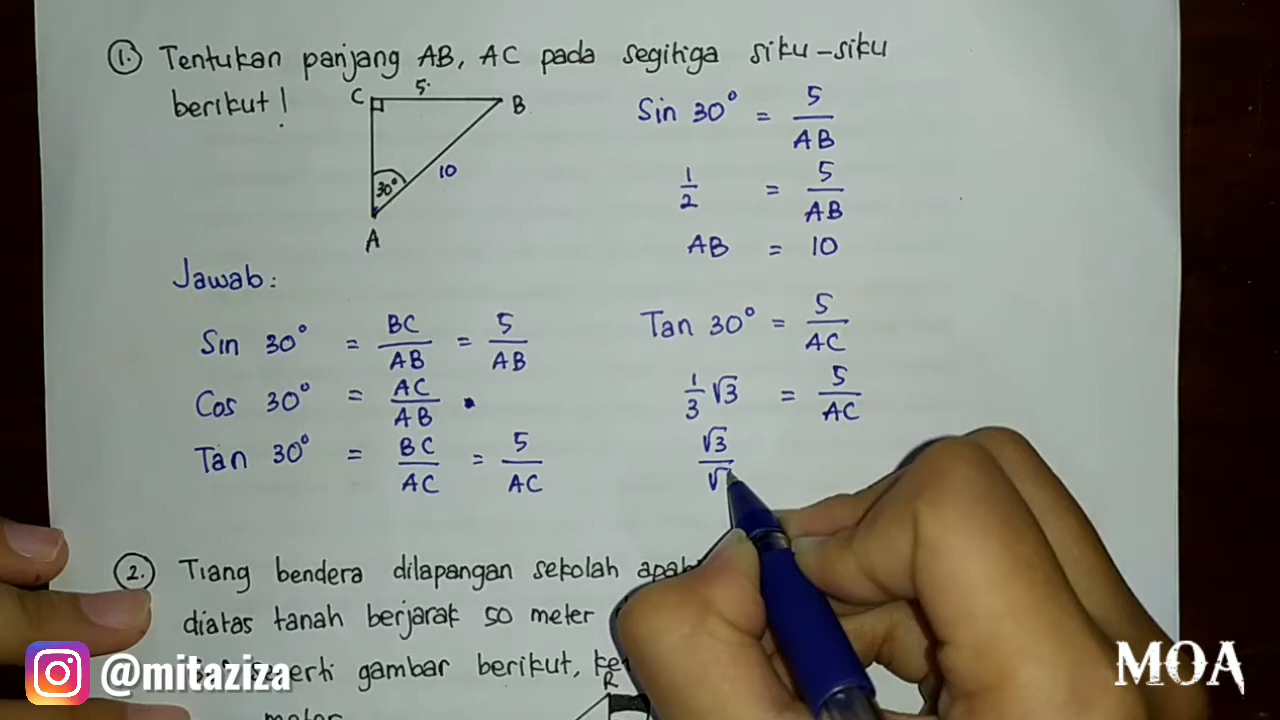 1. Tentukan panjang AB, AC pada segitiga siku-siku
berikut!
C 5 B
30° 10
A
Sin 30° = 5/AB
1/2 = 5/AB
AB = 10
Jawab:
Sin 30° = BC/AB = 5/AB
Cos 30° = AC/AB
Tan 30° = BC/AC = 5/AC
Tan 30° = 5/AC
1/3 √3 = 5/AC
√3/√
2. Tiang bendera dilapangan sekolah
diatas tanah berjarak 50 meter
seperti gambar berikut,
R
meter
@mitaziza
MOA